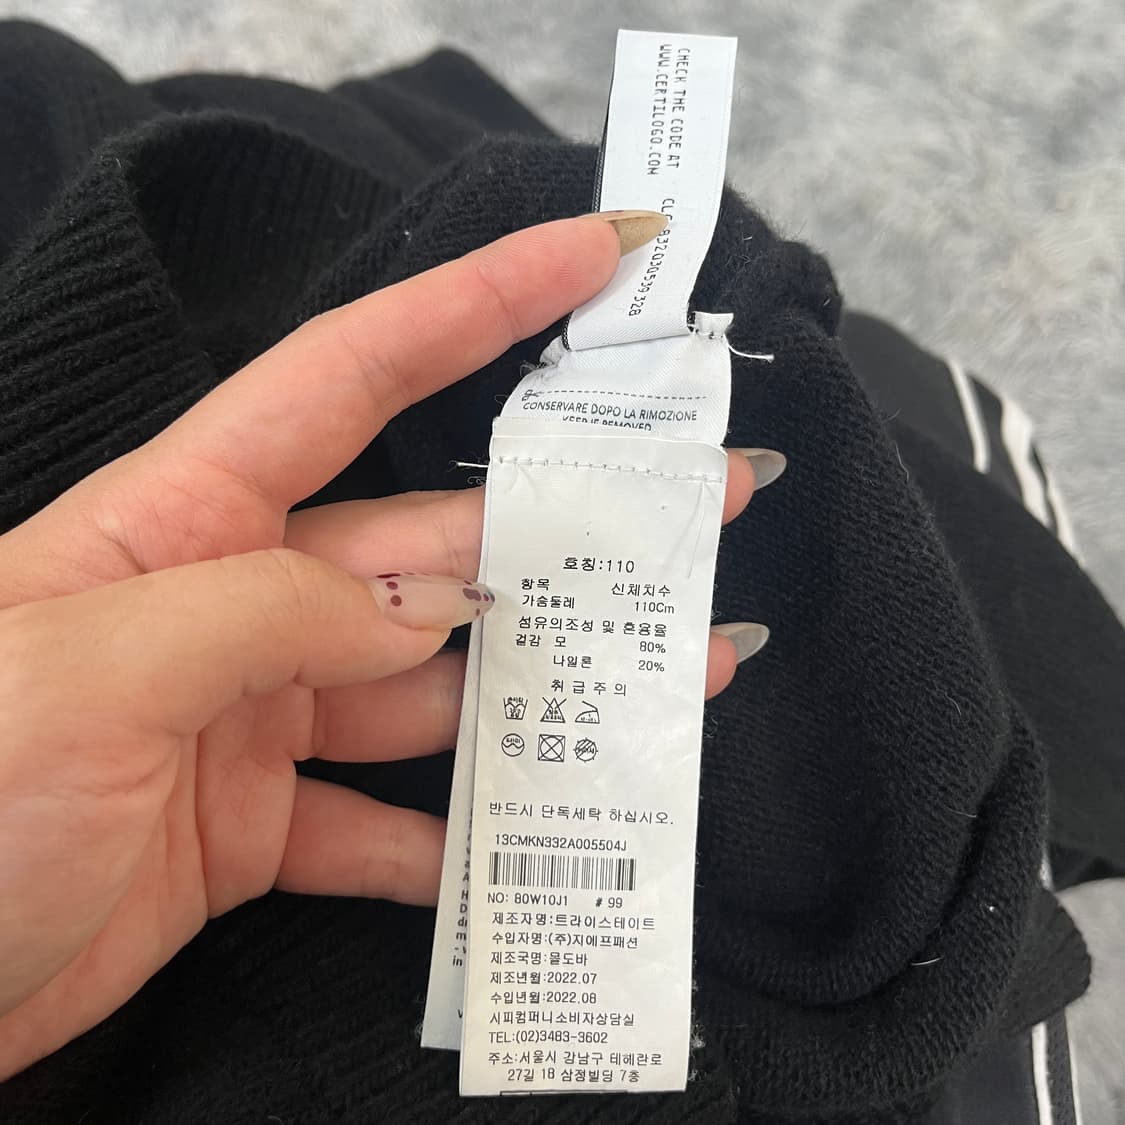 CHECK THE CODE AT
WWW.CERTILOGO.COM
CONSERVARE DOPO LA RIMOZIONE
KEEP IF REMOVED
호칭:110
항목 신체치수
가슴둘레 110Cm
섬유의조성 및 혼용율
겉감 모 80%
나일론 20%
취급주의
반드시 단독세탁 하십시오.
13CMKN332A005504J
NO: 80W10J1 # 99
제조자명:트라이스테이트
수입자명:(주)지에프패션
제조국명:몰도바
제조년월:2022.07
수입년월:2022.08
시피컴퍼니소비자상담실
TEL:(02)3483-3602
주소:서울시 강남구 테헤란로
27길 18 삼정빌딩 7층